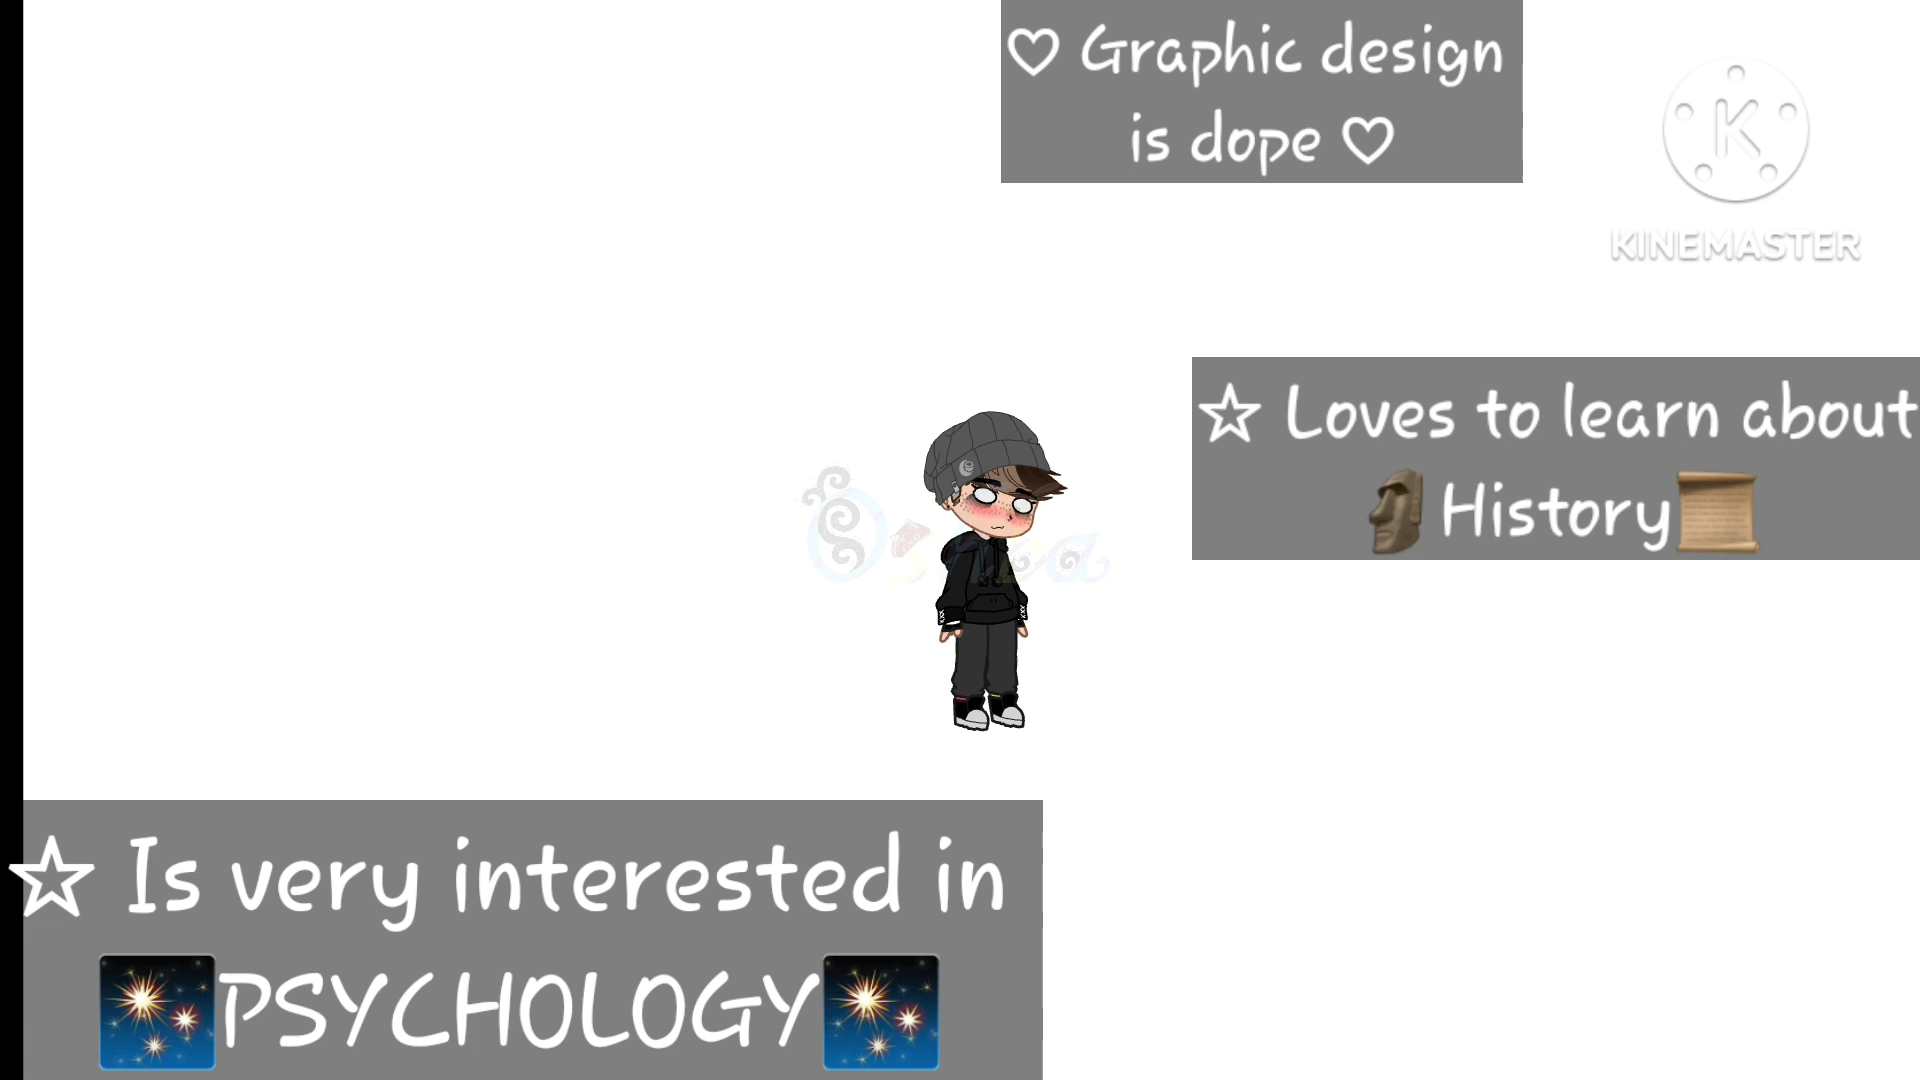 ♡ Graphic design
is dope ♡
K
KINEMASTER
☆ Loves to learn about
🗿History📜
☆ Is very interested in
🎆PSYCHOLOGY🎆